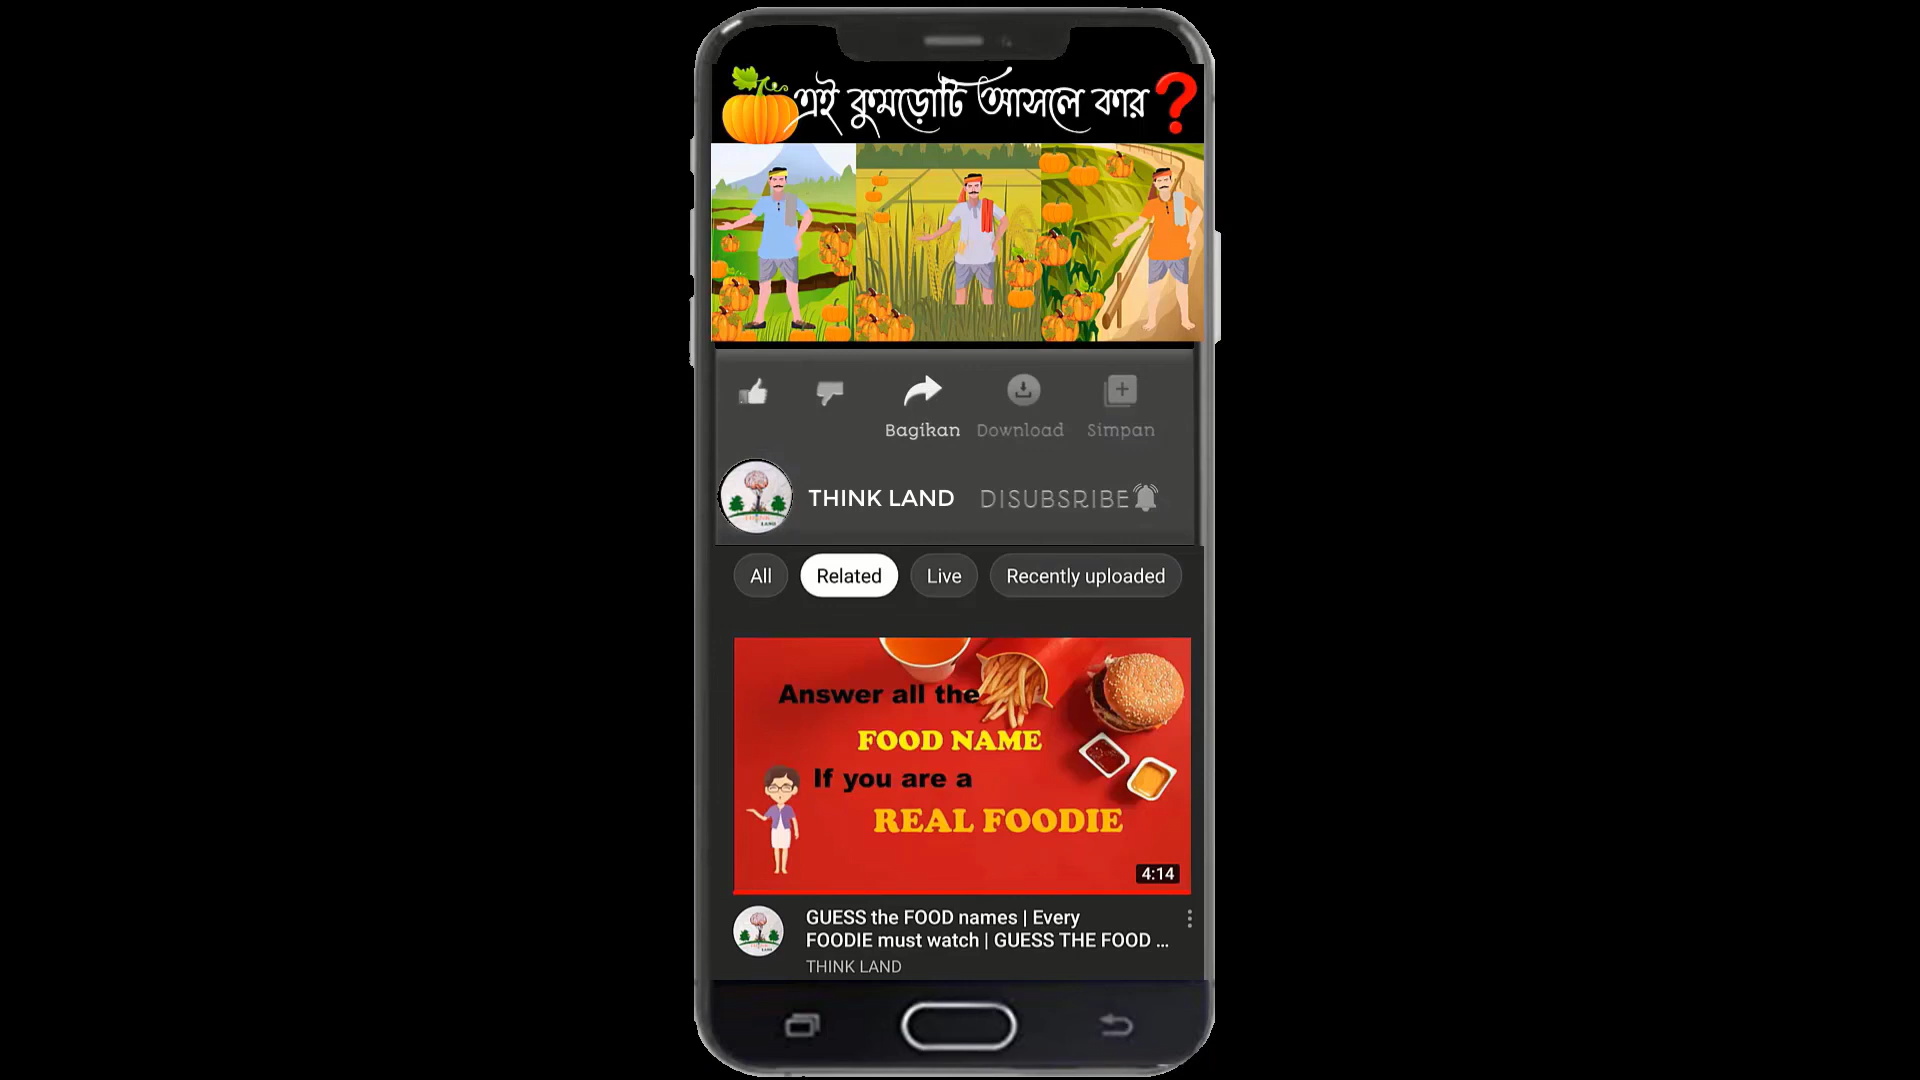 এই কুমড়োটি আসলে কার?
Bagikan Download Simpan
THINK LAND DISUBSRIBE
All Related Live Recently uploaded
Answer all the
FOOD NAME
If you are a
REAL FOODIE
4:14
GUESS the FOOD names | Every
FOODIE must watch | GUESS THE FOOD ...
THINK LAND